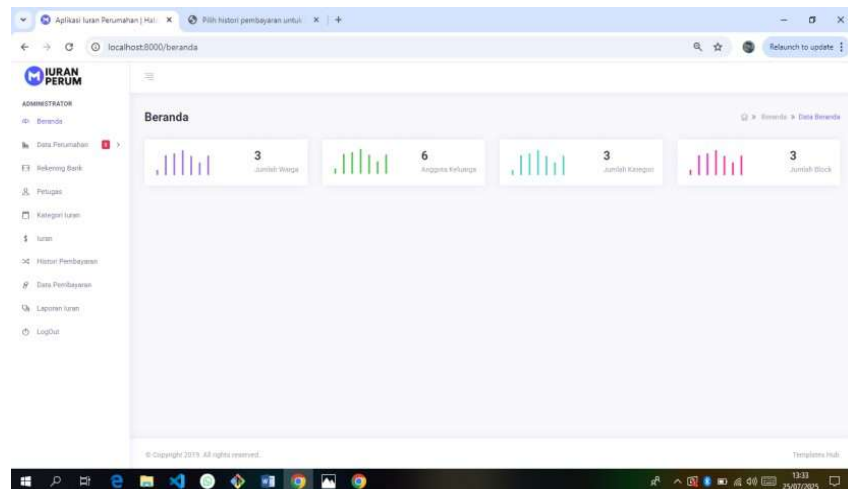 Aplikasi Iuran Perumahan | Hal:
Pilih histori pembayaran untuk
localhost:8000/beranda
Relaunch to update
IURAN
PERUM
ADMINISTRATOR
Beranda
Data Perumahan
Rekening Bank
Petugas
Kategori Iuran
$ Iuran
Histori Pembayaran
Data Pembayaran
Laporan Iuran
LogOut
Beranda
Beranda » Data Beranda
3
Jumlah Warga
6
Anggota Keluarga
3
Jumlah Kategori
3
Jumlah Block
© Copyright 2019. All rights reserved.
Templates Hub
13:33
25/07/2025